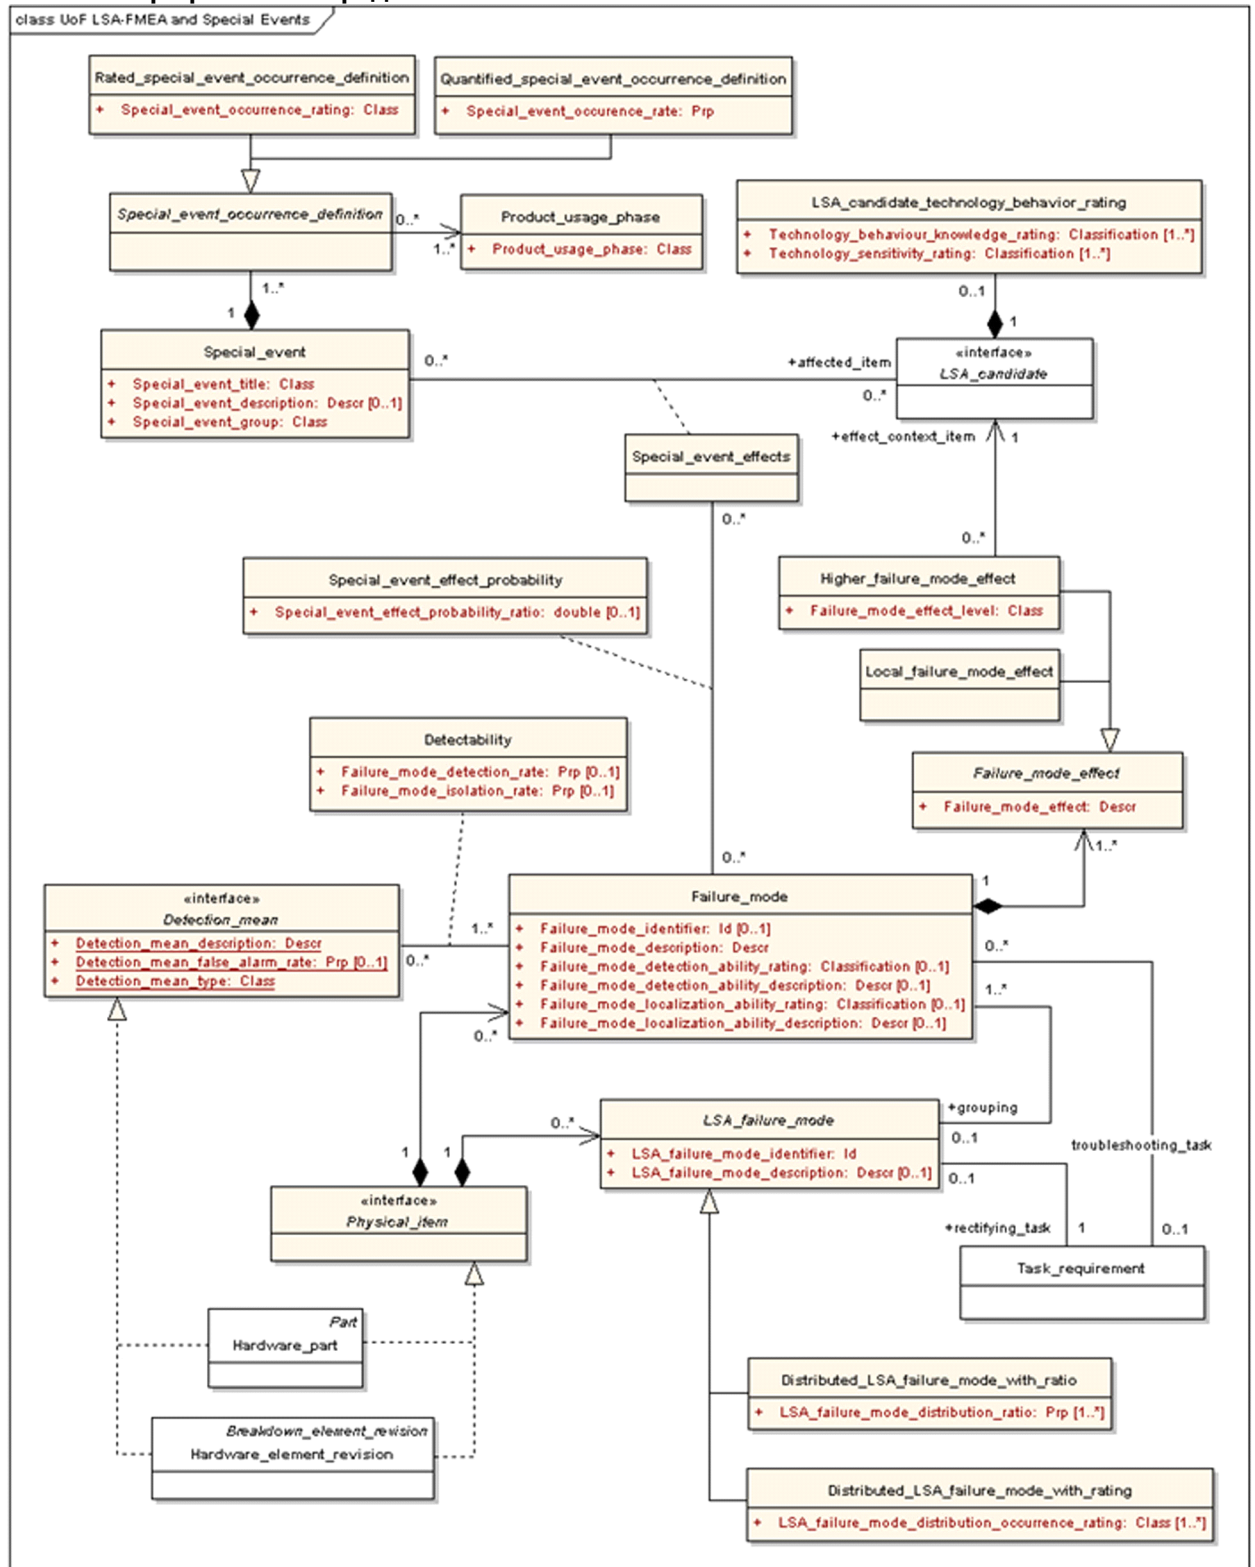 class UoF LSA-FMEA and Special Events
Rated_special_event_occurrence_definition
+ Special_event_occurrence_rating: Class
Quantified_special_event_occurrence_definition
+ Special_event_occurence_rate: Prp
Special_event_occurrence_definition
0..*
1..*
Product_usage_phase
+ Product_usage_phase: Class
LSA_candidate_technology_behavior_rating
+ Technology_behaviour_knowledge_rating: Classification [1..*]
+ Technology_sensitivity_rating: Classification [1..*]
1..*
1
0..1
1
Special_event
+ Special_event_title: Class
+ Special_event_description: Descr [0..1]
+ Special_event_group: Class
0..*
+affected_item
0..*
«interface»
LSA_candidate
+effect_context_item
1
Special_event_effects
0..*
0..*
Special_event_effect_probability
+ Special_event_effect_probability_ratio: double [0..1]
Higher_failure_mode_effect
+ Failure_mode_effect_level: Class
Local_failure_mode_effect
Detectability
+ Failure_mode_detection_rate: Prp [0..1]
+ Failure_mode_isolation_rate: Prp [0..1]
Failure_mode_effect
+ Failure_mode_effect: Descr
1..*
0..*
1
«interface»
Detection_mean
+ Detection_mean_description: Descr
+ Detection_mean_false_alarm_rate: Prp [0..1]
+ Detection_mean_type: Class
1..*
0..*
Failure_mode
+ Failure_mode_identifier: Id [0..1]
+ Failure_mode_description: Descr
+ Failure_mode_detection_ability_rating: Classification [0..1]
+ Failure_mode_detection_ability_description: Descr [0..1]
+ Failure_mode_localization_ability_rating: Classification [0..1]
+ Failure_mode_localization_ability_description: Descr [0..1]
0..*
1..*
0..*
+grouping
0..1
0..*
LSA_failure_mode
+ LSA_failure_mode_identifier: Id
+ LSA_failure_mode_description: Descr [0..1]
troubleshooting_task
1
1
0..1
«interface»
Physical_item
+rectifying_task
1
0..1
Task_requirement
Part
Hardware_part
Distributed_LSA_failure_mode_with_ratio
+ LSA_failure_mode_distribution_ratio: Prp [1..*]
Breakdown_element_revision
Hardware_element_revision
Distributed_LSA_failure_mode_with_rating
+ LSA_failure_mode_distribution_occurrence_rating: Class [1..*]